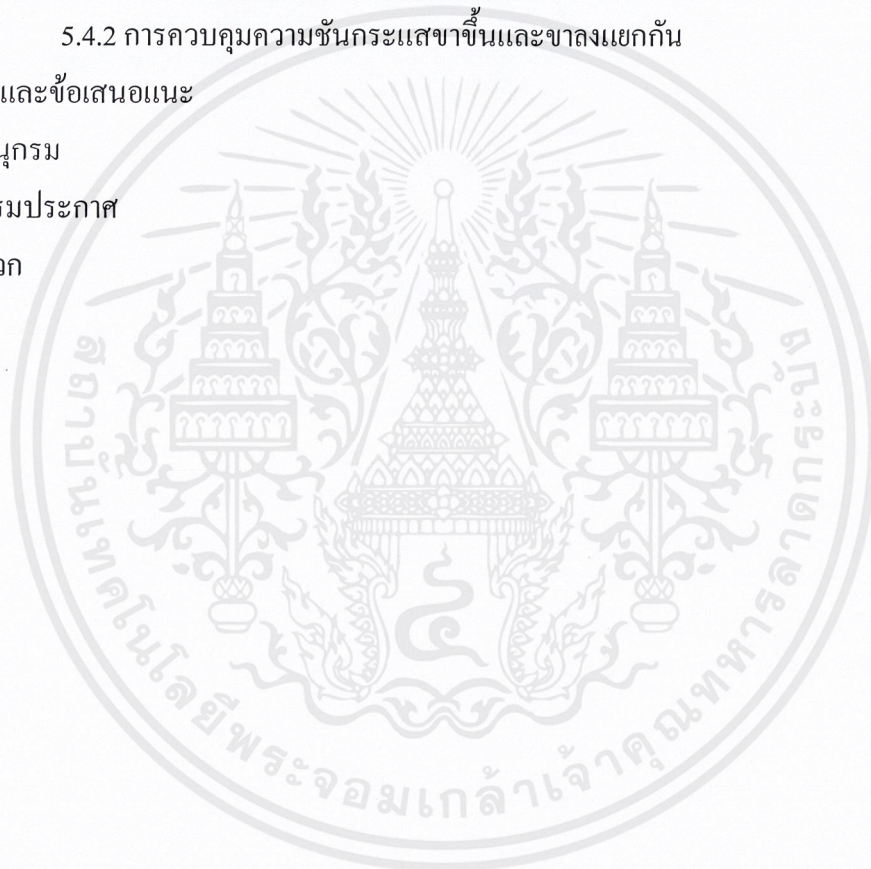 5.4.2 การควบคุมความชันกระแสขาขึ้นและขาลงแยกกัน
และข้อเสนอแนะ
นุกรม
รมประกาศ
วก
สถาบันเทคโนโลยีพระจอมเกล้าเจ้าคุณทหารลาดกระบัง